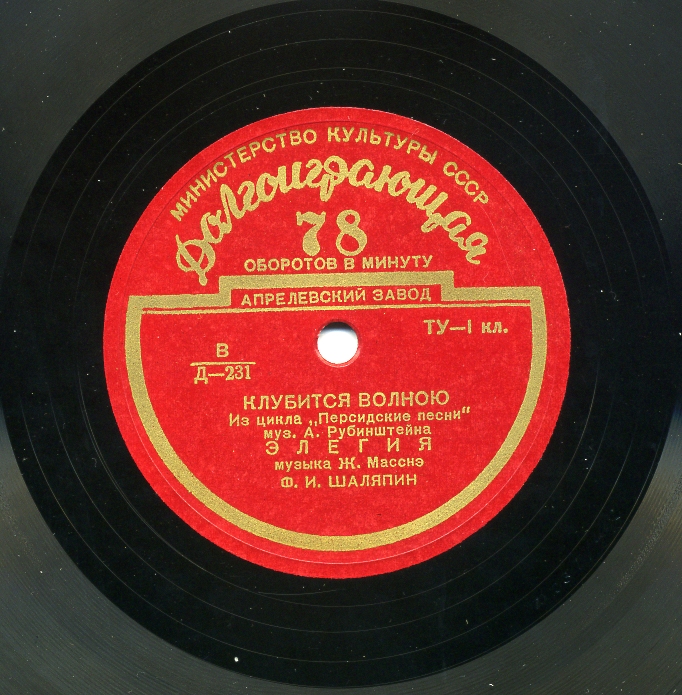 МИНИСТЕРСТВО КУЛЬТУРЫ СССР
Долгоиграющая
78
ОБОРОТОВ В МИНУТУ
АПРЕЛЕВСКИЙ ЗАВОД
ТУ—I кл.
В
Д—231
КЛУБИТСЯ ВОЛНОЮ
Из цикла „Персидские песни“
муз. А. Рубинштейна
ЭЛЕГИЯ
музыка Ж. Масснэ
Ф. И. ШАЛЯПИН